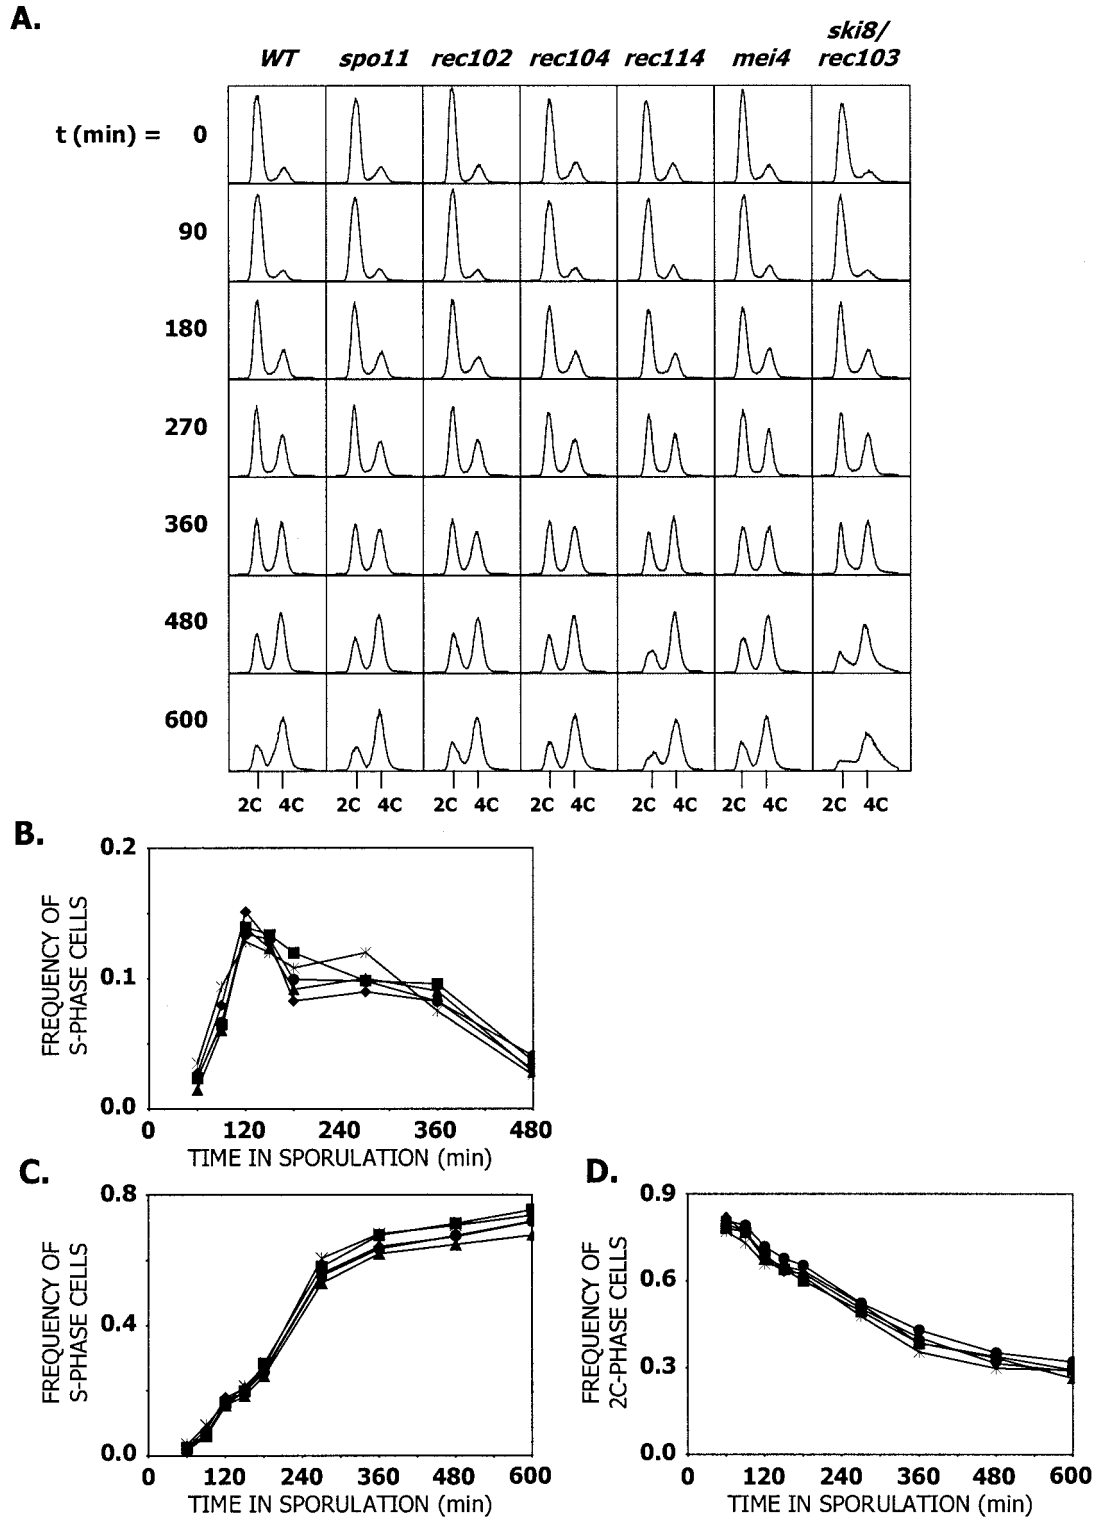 A.
WT spo11 rec102 rec104 rec114 mei4 ski8/
rec103
t (min) = 0
90
180
270
360
480
600
2C 4C 2C 4C 2C 4C 2C 4C 2C 4C 2C 4C 2C 4C
B.
FREQUENCY OF
S-PHASE CELLS
0.2
0.1
0.0
0 120 240 360 480
TIME IN SPORULATION (min)
C.
FREQUENCY OF
S-PHASE CELLS
0.8
0.4
0.0
0 120 240 360 480 600
TIME IN SPORULATION (min)
D.
FREQUENCY OF
2C-PHASE CELLS
0.9
0.6
0.3
0.0
0 120 240 360 480 600
TIME IN SPORULATION (min)